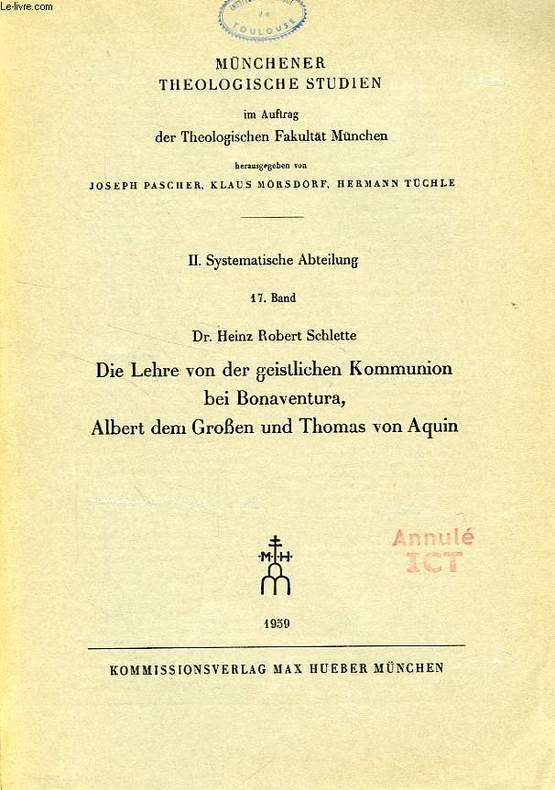 Le-livre.com
TOULOUSE
MÜNCHENER
THEOLOGISCHE STUDIEN
im Auftrag
der Theologischen Fakultät München
herausgegeben von
JOSEPH PASCHER, KLAUS MÖRSDORF, HERMANN TÜCHLE
II. Systematische Abteilung
17. Band
Dr. Heinz Robert Schlette
Die Lehre von der geistlichen Kommunion
bei Bonaventura,
Albert dem Großen und Thomas von Aquin
M H
Annulé
ICT
1959
KOMMISSIONSVERLAG MAX HUEBER MÜNCHEN